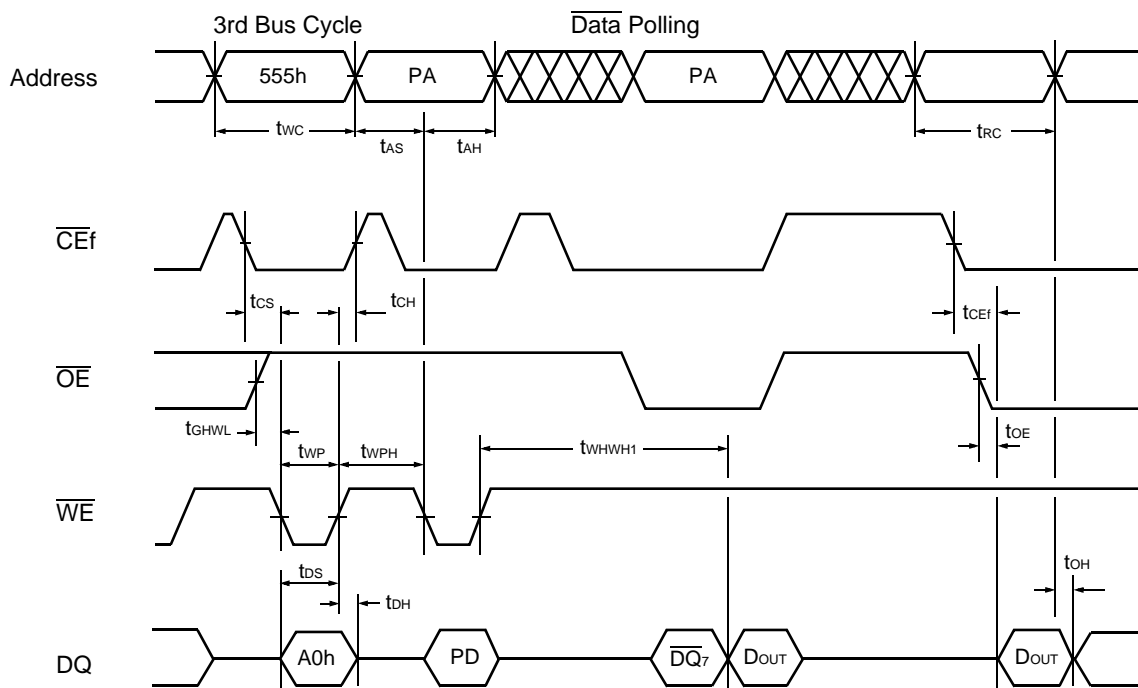 3rd Bus Cycle Data Polling
Address 555h PA PA
tWC tAS tAH tRC
CEf
tCS tCH tCEf
OE
tGHWL tWP tWPH tWHWH1 tOE
WE
tDS tDH tOH
DQ A0h PD DQ7 DOUT DOUT